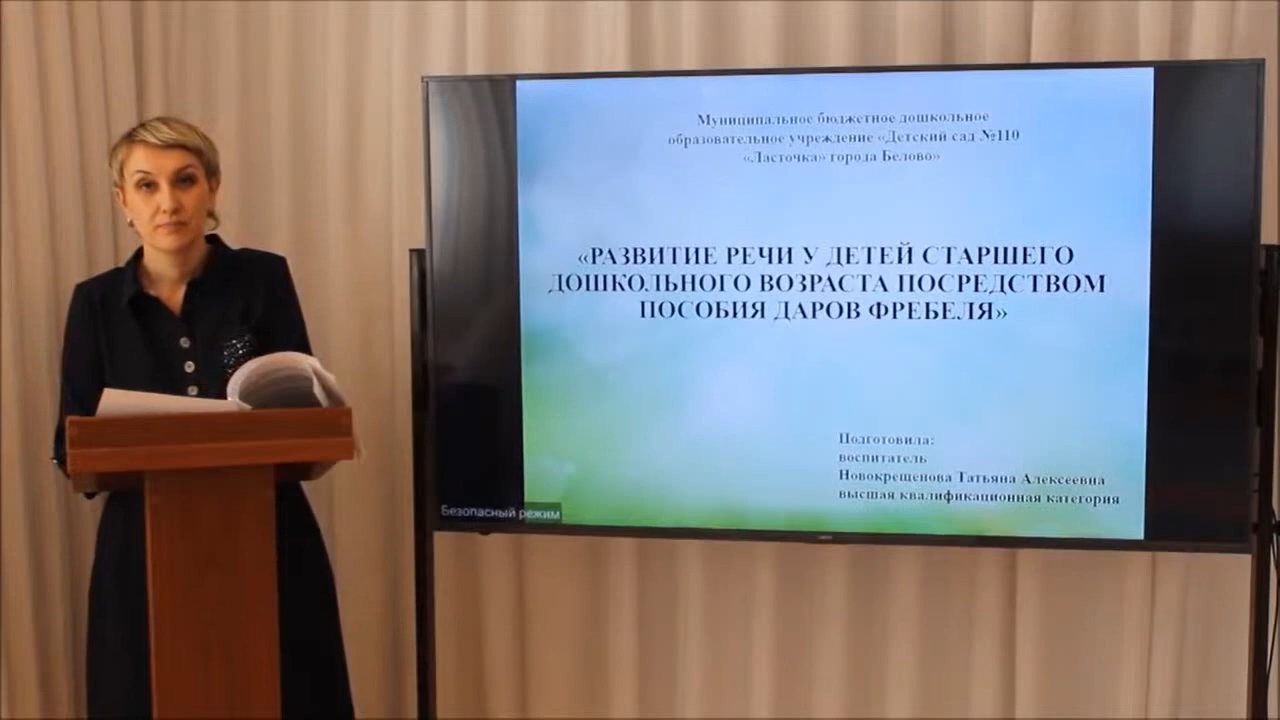 Муниципальное бюджетное дошкольное
образовательное учреждение «Детский сад №110
«Ласточка» города Белово»
«РАЗВИТИЕ РЕЧИ У ДЕТЕЙ СТАРШЕГО
ДОШКОЛЬНОГО ВОЗРАСТА ПОСРЕДСТВОМ
ПОСОБИЯ ДАРОВ ФРЕБЕЛЯ»
Подготовила:
воспитатель
Новокрещенова Татьяна Алексеевна
высшая квалификационная категория
Безопасный режим